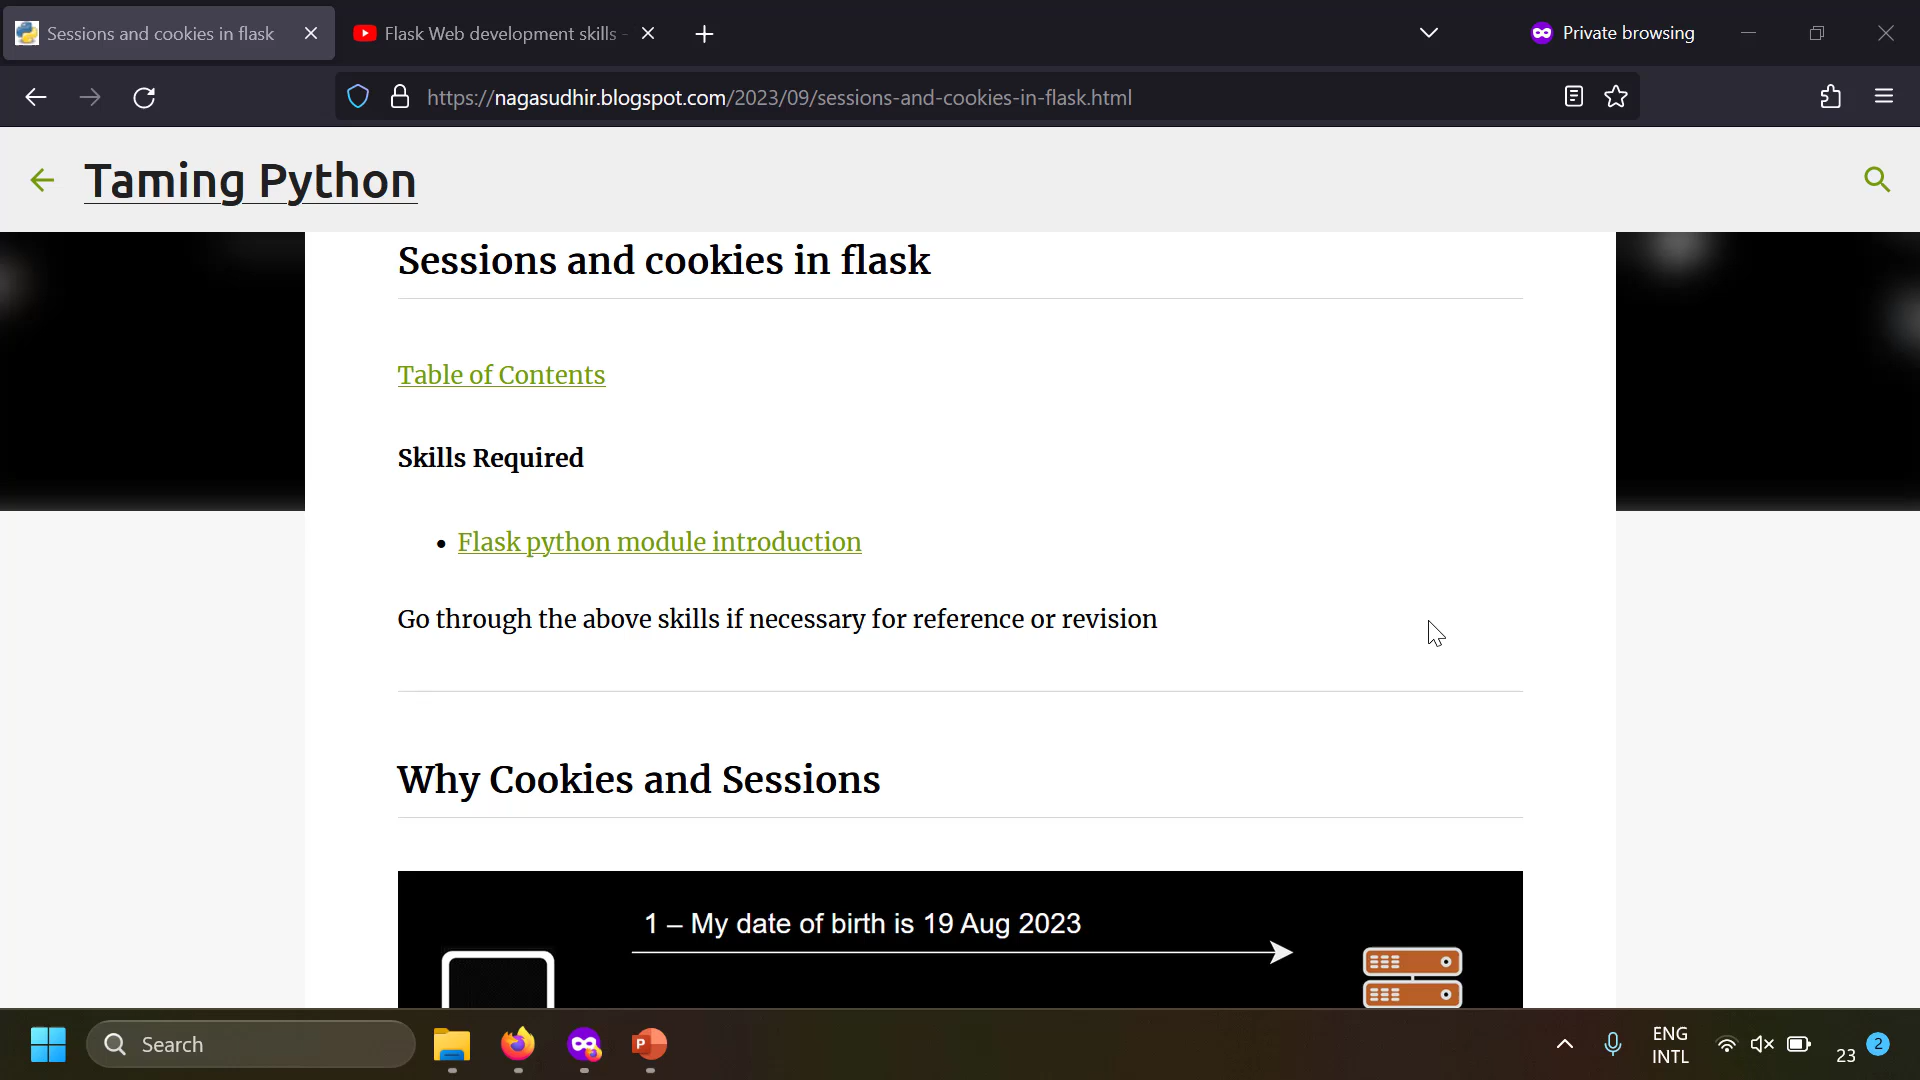 Sessions and cookies in flask
Flask Web development skills -
Private browsing
https://nagasudhir.blogspot.com/2023/09/sessions-and-cookies-in-flask.html
Taming Python
Sessions and cookies in flask
Table of Contents
Skills Required
Flask python module introduction
Go through the above skills if necessary for reference or revision
Why Cookies and Sessions
1 – My date of birth is 19 Aug 2023
Search
P
ENG
INTL
23
2